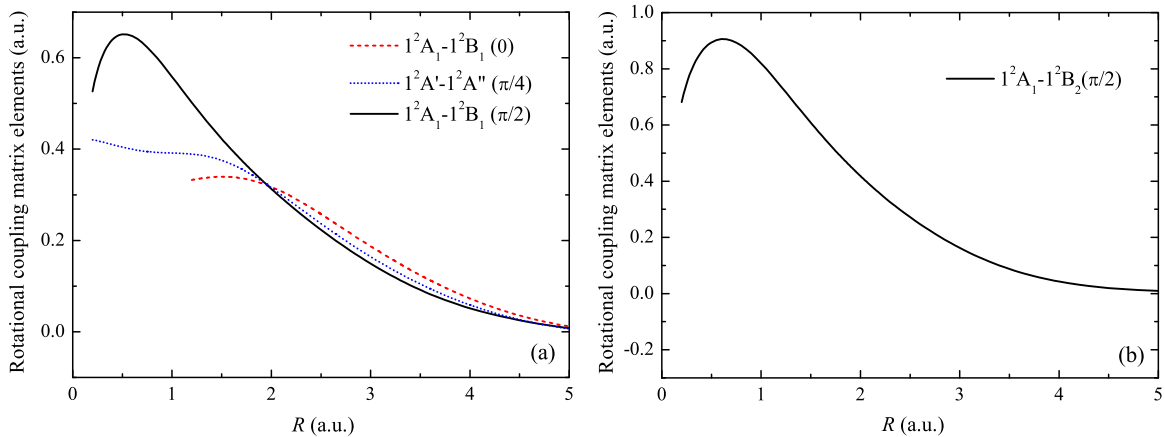 Rotational coupling matrix elements (a.u.)
0.6
0.4
0.2
0.0
1²A₁-1²B₁ (0)
1²A'-1²A" (π/4)
1²A₁-1²B₁ (π/2)
(a)
0 1 2 3 4 5
R (a.u.)
Rotational coupling matrix elements (a.u.)
1.0
0.8
0.6
0.4
0.2
0.0
-0.2
1²A₁-1²B₂(π/2)
(b)
0 1 2 3 4 5
R (a.u.)